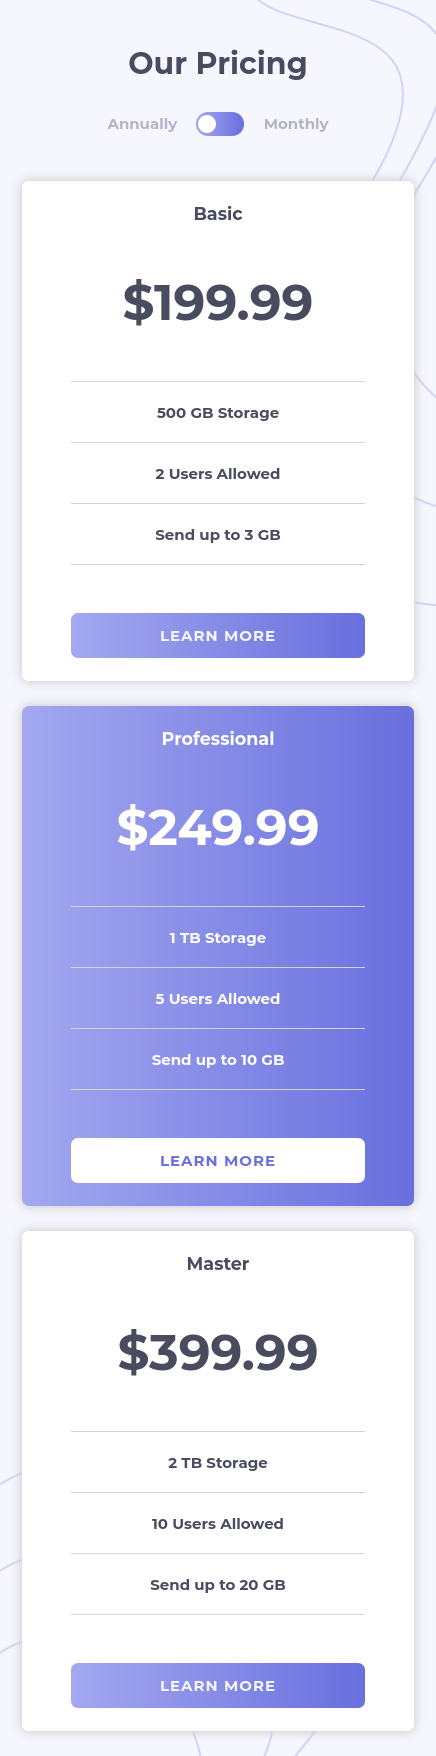 Our Pricing
Annually Monthly
Basic
$199.99
500 GB Storage
2 Users Allowed
Send up to 3 GB
LEARN MORE
Professional
$249.99
1 TB Storage
5 Users Allowed
Send up to 10 GB
LEARN MORE
Master
$399.99
2 TB Storage
10 Users Allowed
Send up to 20 GB
LEARN MORE